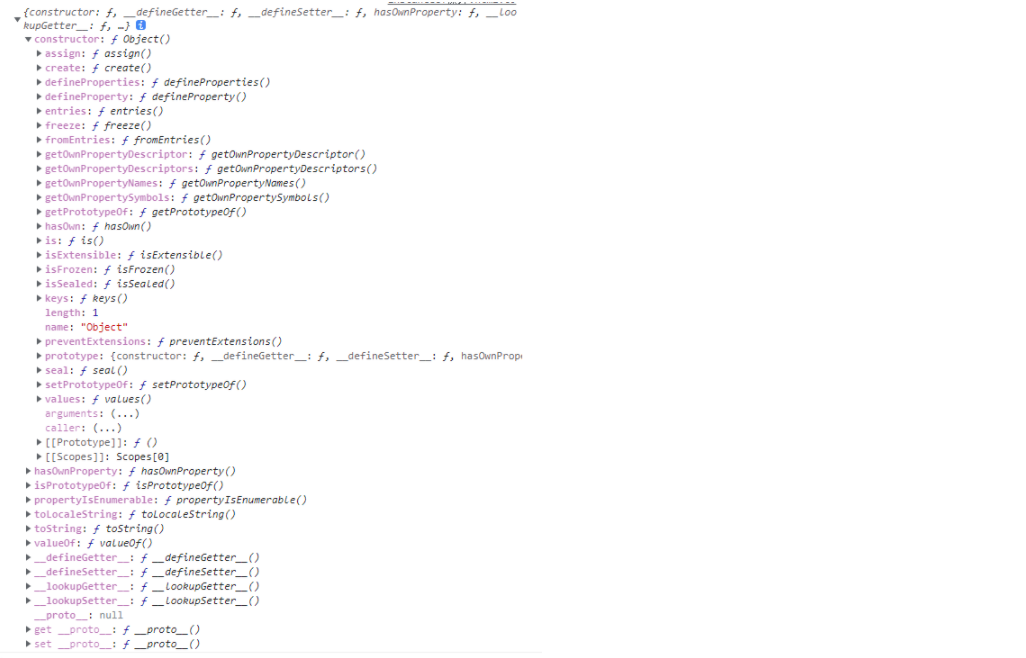 {constructor: ƒ, __defineGetter__: ƒ, __defineSetter__: ƒ, hasOwnProperty: ƒ, __loo
kupGetter__: ƒ, …}
constructor: ƒ Object()
assign: ƒ assign()
create: ƒ create()
defineProperties: ƒ defineProperties()
defineProperty: ƒ defineProperty()
entries: ƒ entries()
freeze: ƒ freeze()
fromEntries: ƒ fromEntries()
getOwnPropertyDescriptor: ƒ getOwnPropertyDescriptor()
getOwnPropertyDescriptors: ƒ getOwnPropertyDescriptors()
getOwnPropertyNames: ƒ getOwnPropertyNames()
getOwnPropertySymbols: ƒ getOwnPropertySymbols()
getPrototypeOf: ƒ getPrototypeOf()
hasOwn: ƒ hasOwn()
is: ƒ is()
isExtensible: ƒ isExtensible()
isFrozen: ƒ isFrozen()
isSealed: ƒ isSealed()
keys: ƒ keys()
length: 1
name: "Object"
preventExtensions: ƒ preventExtensions()
prototype: {constructor: ƒ, __defineGetter__: ƒ, __defineSetter__: ƒ, hasOwnPrope
seal: ƒ seal()
setPrototypeOf: ƒ setPrototypeOf()
values: ƒ values()
arguments: (...)
caller: (...)
[[Prototype]]: ƒ ()
[[Scopes]]: Scopes[0]
hasOwnProperty: ƒ hasOwnProperty()
isPrototypeOf: ƒ isPrototypeOf()
propertyIsEnumerable: ƒ propertyIsEnumerable()
toLocaleString: ƒ toLocaleString()
toString: ƒ toString()
valueOf: ƒ valueOf()
__defineGetter__: ƒ __defineGetter__()
__defineSetter__: ƒ __defineSetter__()
__lookupGetter__: ƒ __lookupGetter__()
__lookupSetter__: ƒ __lookupSetter__()
__proto__: null
get __proto__: ƒ __proto__()
set __proto__: ƒ __proto__()